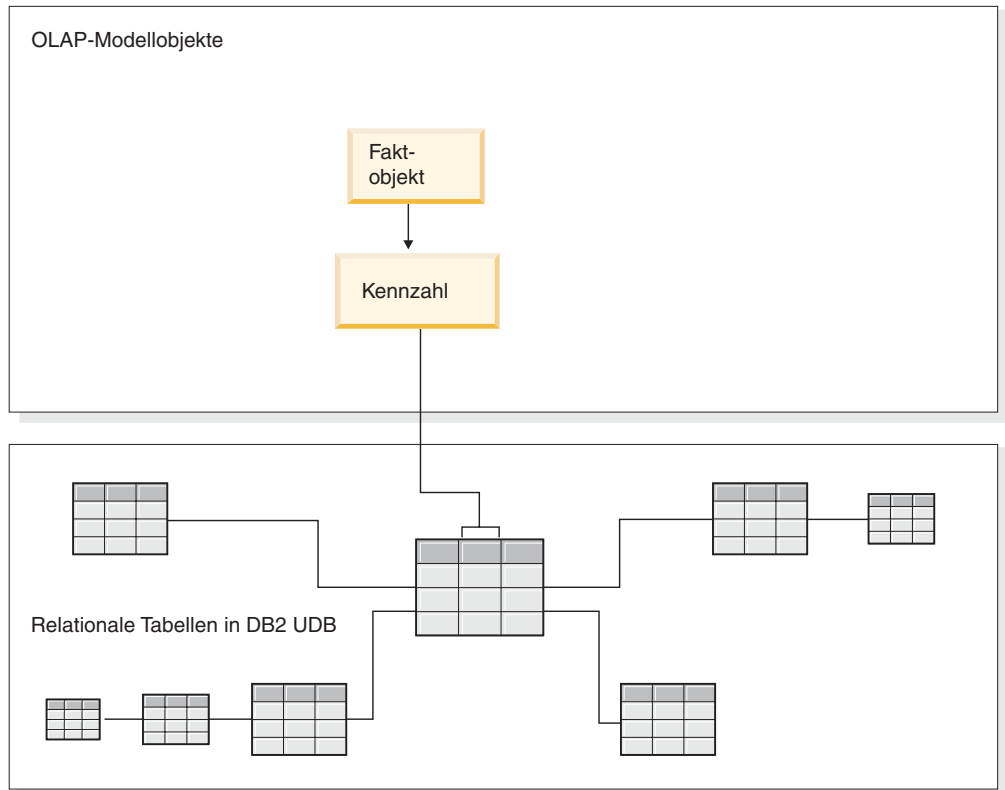 OLAP-Modellobjekte
Fakt-
objekt
Kennzahl
Relationale Tabellen in DB2 UDB